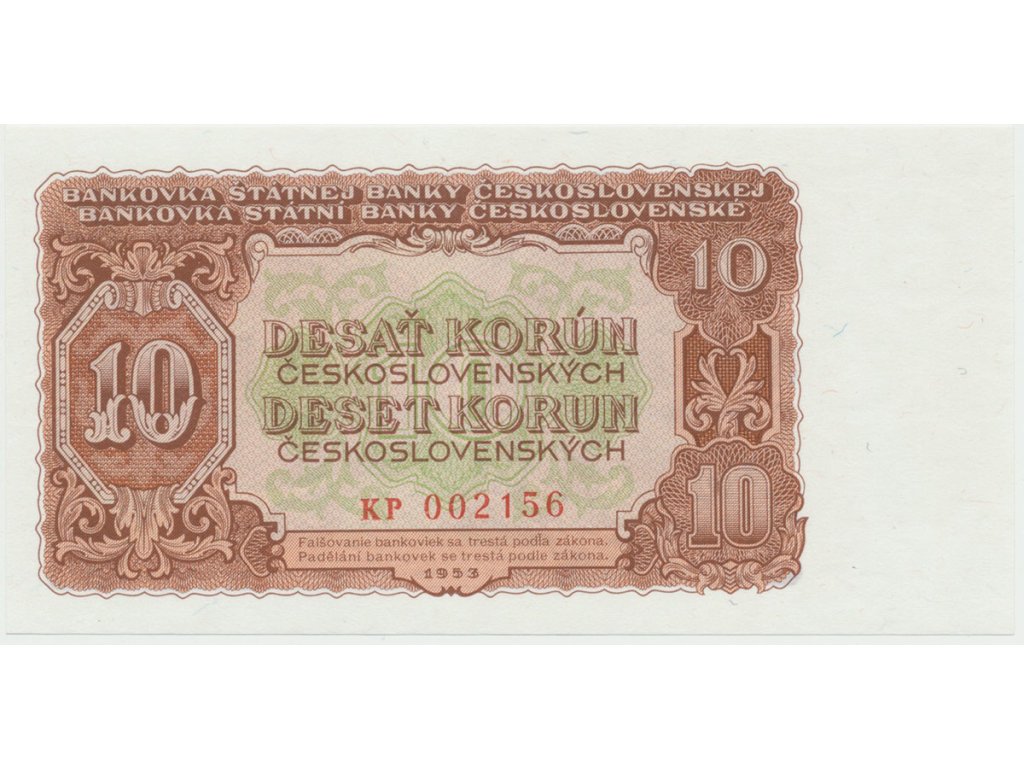 BANKOVKA ŠTÁTNEJ BANKY ČESKOSLOVENSKEJ
BANKOVKA STÁTNÍ BANKY ČESKOSLOVENSKÉ
10
10
DESAŤ KORÚN
ČESKOSLOVENSKÝCH
DESET KORUN
ČESKOSLOVENSKÝCH
10
KP 002156
Falšovanie bankoviek sa trestá podľa zákona.
Padělání bankovek se trestá podle zákona.
1953